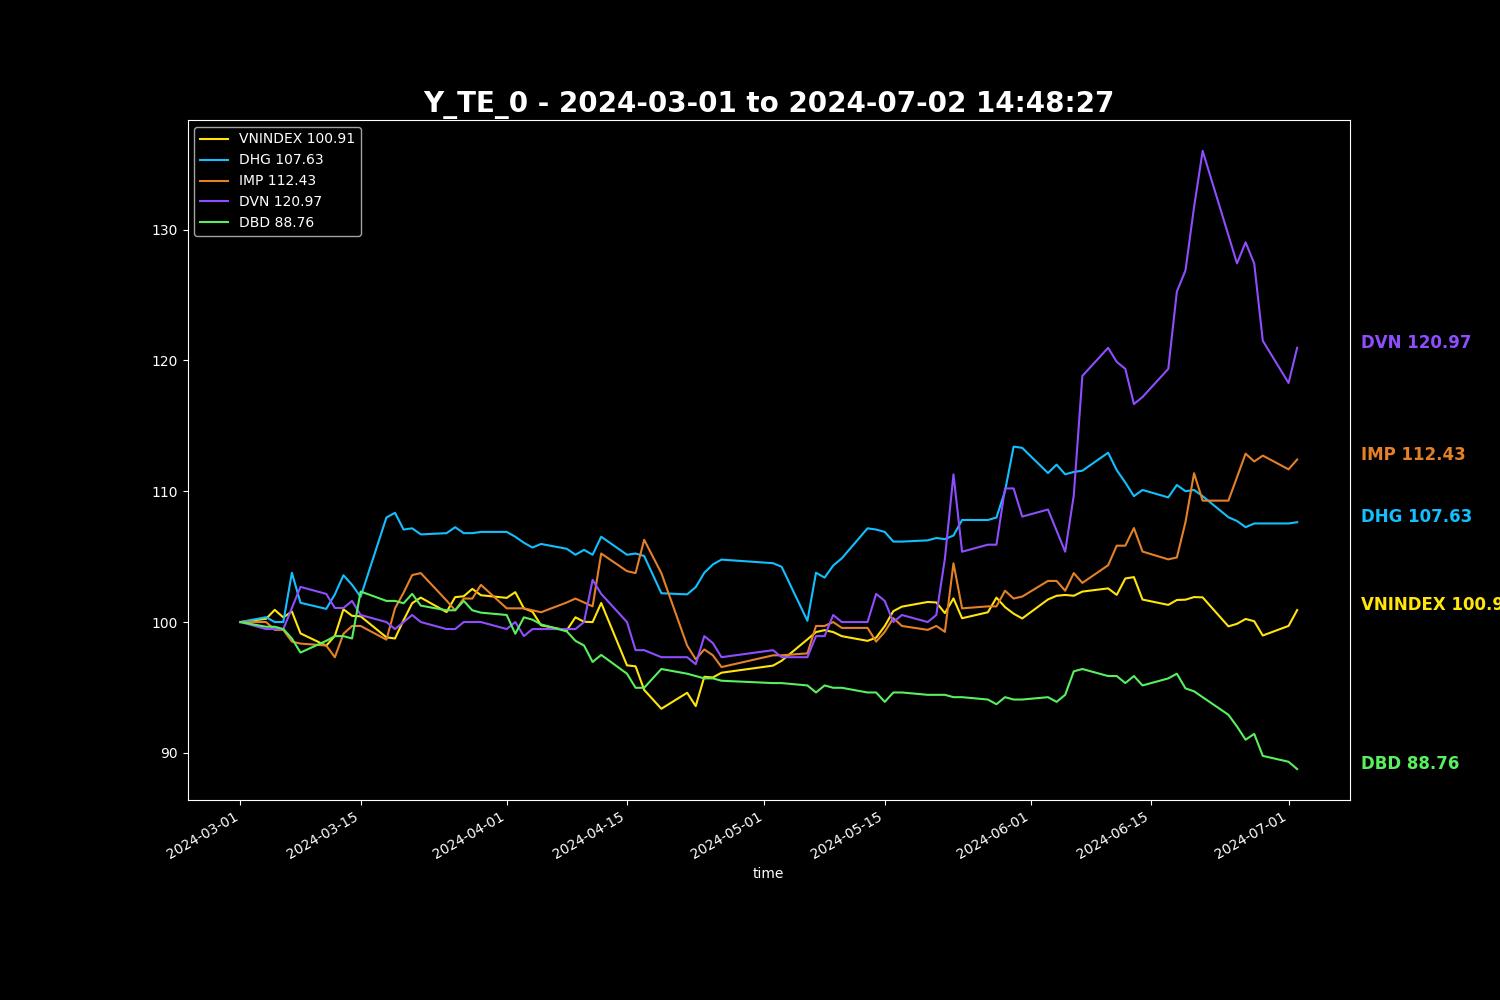 Y_TE_0 - 2024-03-01 to 2024-07-02 14:48:27
VNINDEX 100.91
DHG 107.63
IMP 112.43
DVN 120.97
DBD 88.76
130
120
110
100
90
DVN 120.97
IMP 112.43
DHG 107.63
VNINDEX 100.9
DBD 88.76
2024-03-01
2024-03-15
2024-04-01
2024-04-15
2024-05-01
2024-05-15
2024-06-01
2024-06-15
2024-07-01
time